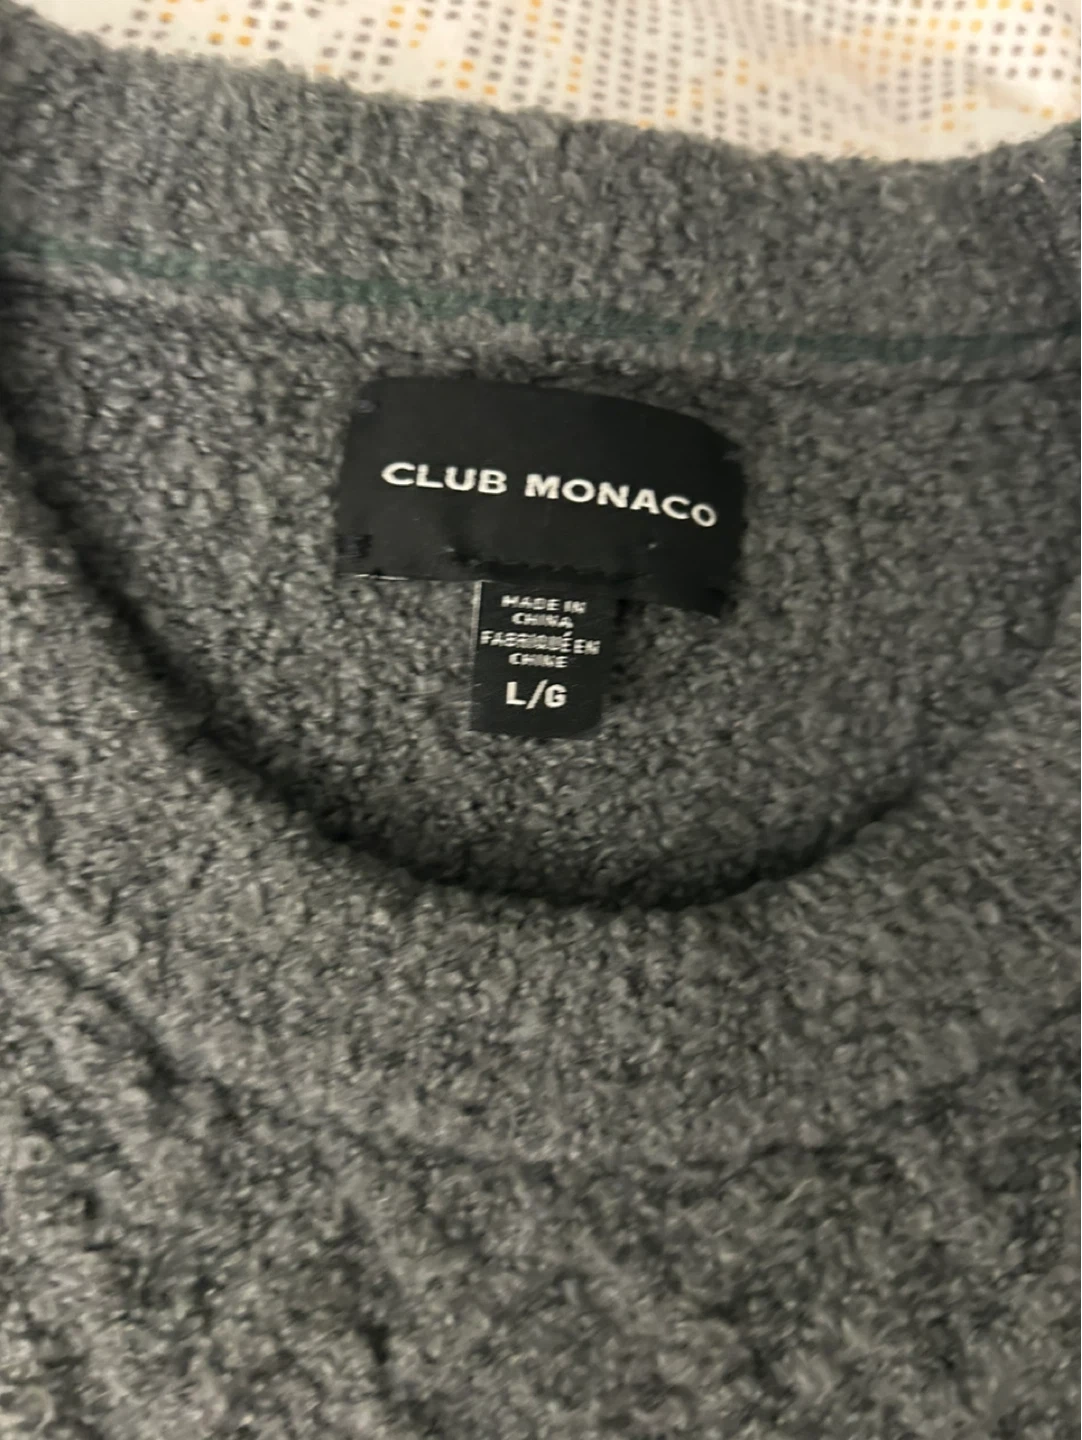 CLUB MONACO
MADE IN
CHINA
FABRIQUÉ EN
CHINE
L/G